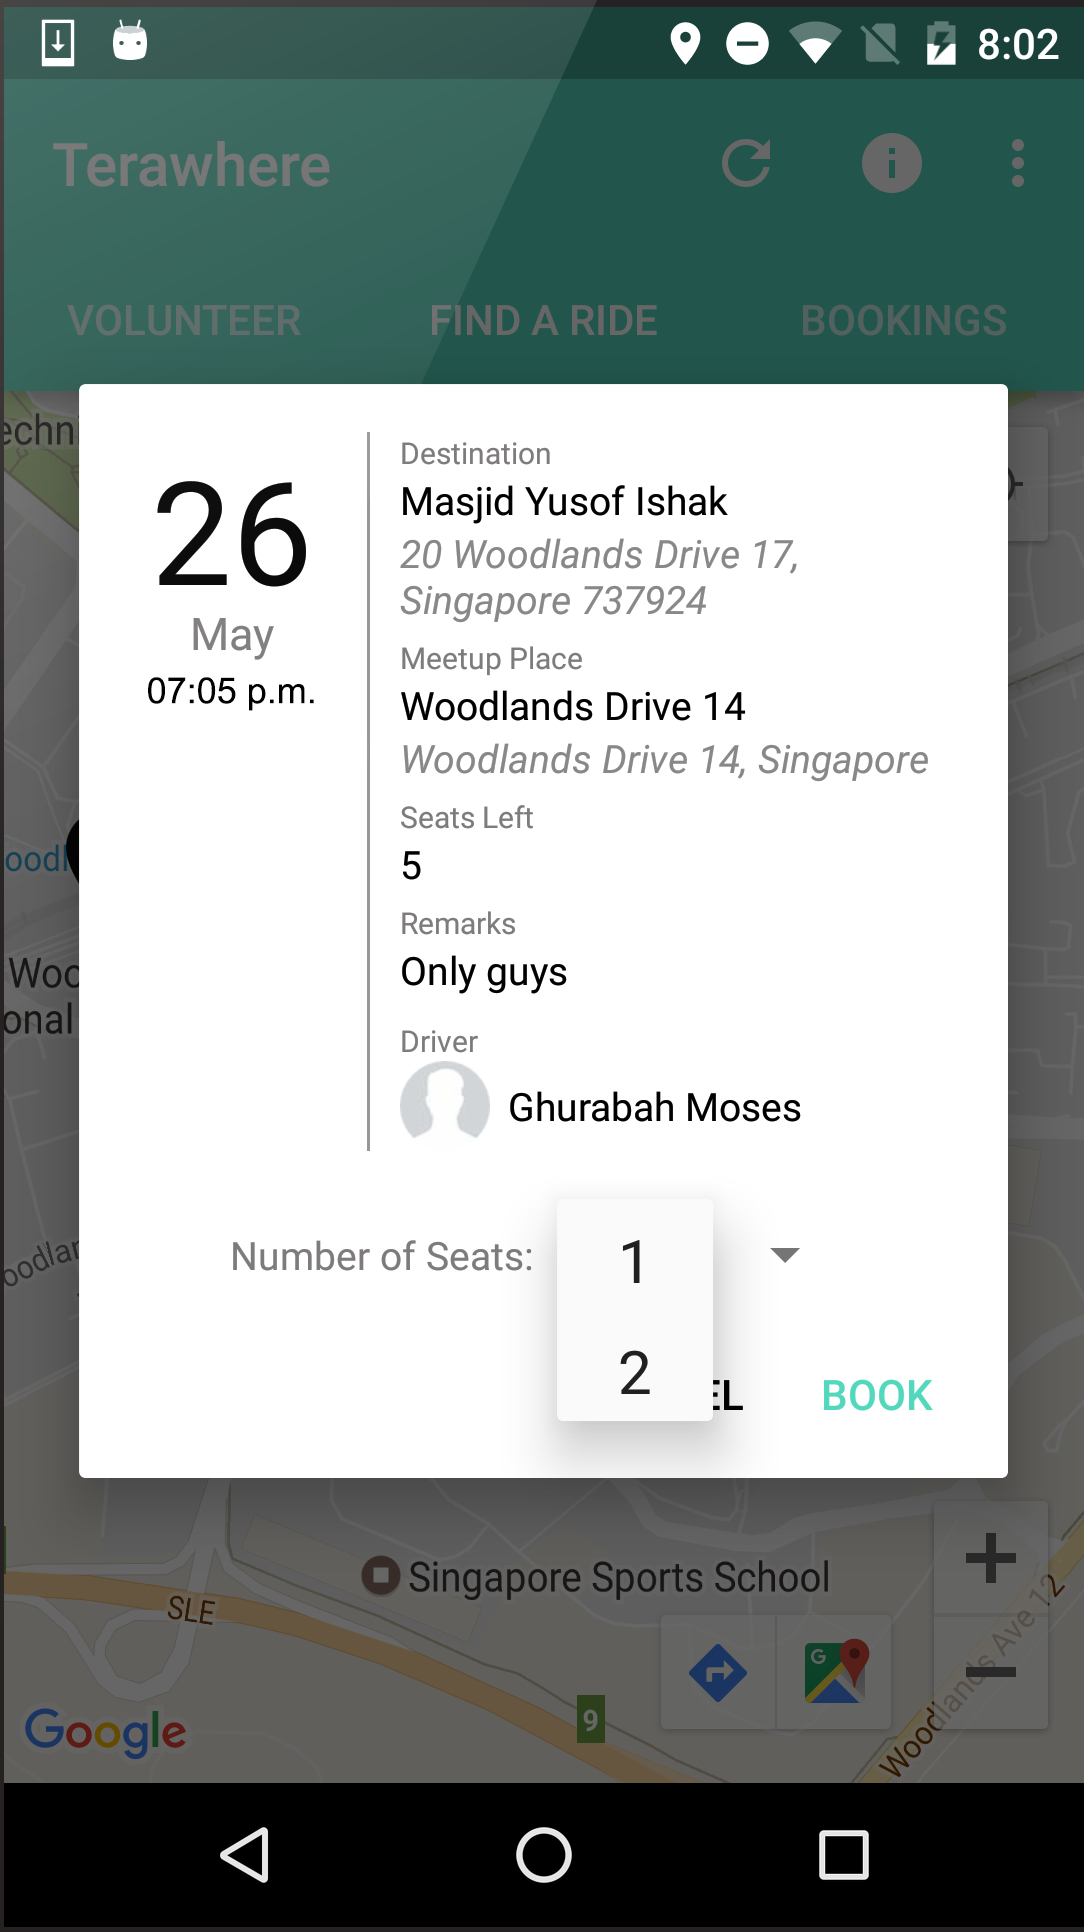 8:02
Terawhere
VOLUNTEER
FIND A RIDE
BOOKINGS
26
May
07:05 p.m.
Destination
Masjid Yusof Ishak
20 Woodlands Drive 17,
Singapore 737924
Meetup Place
Woodlands Drive 14
Woodlands Drive 14, Singapore
Seats Left
5
Remarks
Only guys
Driver
Ghurabah Moses
Number of Seats:
1
2
EL
BOOK
echni
oodl
Woo
onal
oodlar
Singapore Sports School
SLE
9
Woodlands Ave 12
G
Google